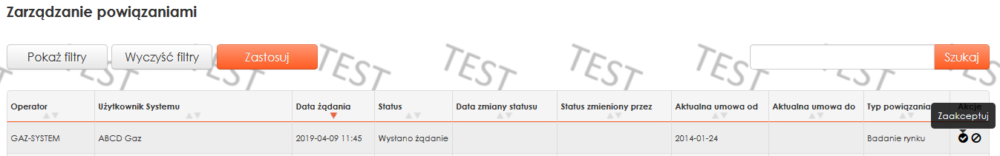 Zarządzanie powiązaniami
Pokaż filtry Wyczyść filtry Zastosuj Szukaj
TEST TEST TEST TEST TEST TEST
Operator Użytkownik Systemu Data żądania Status Data zmiany statusu Status zmieniony przez Aktualna umowa od Aktualna umowa do Typ powiązania Akcje
Zaakceptuj
GAZ-SYSTEM ABCD Gaz 2019-04-09 11:45 Wysłano żądanie 2014-01-24 Badanie rynku